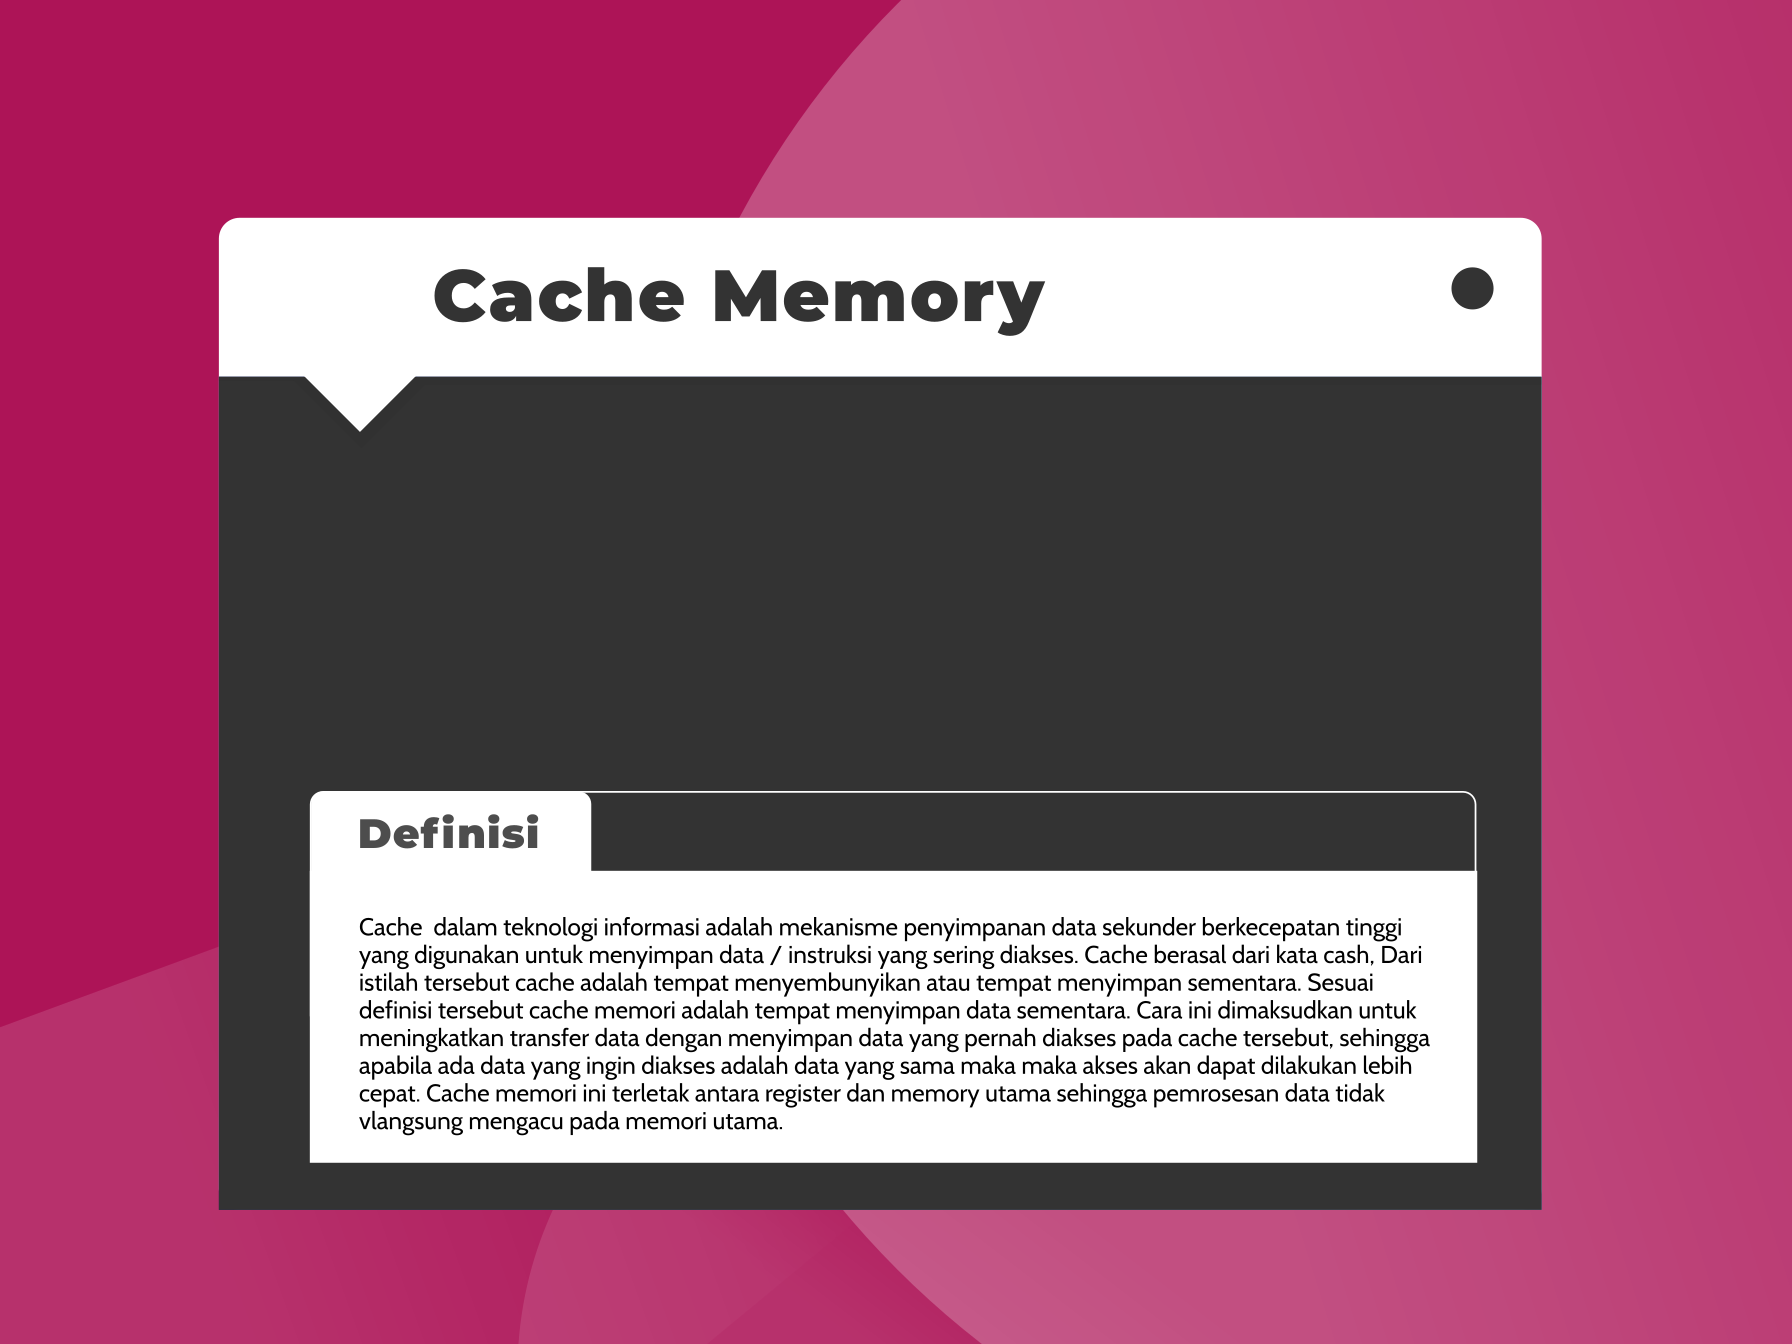 Cache Memory
Definisi
Cache  dalam teknologi informasi adalah mekanisme penyimpanan data sekunder berkecepatan tinggi
yang digunakan untuk menyimpan data / instruksi yang sering diakses. Cache berasal dari kata cash, Dari
istilah tersebut cache adalah tempat menyembunyikan atau tempat menyimpan sementara. Sesuai
definisi tersebut cache memori adalah tempat menyimpan data sementara. Cara ini dimaksudkan untuk
meningkatkan transfer data dengan menyimpan data yang pernah diakses pada cache tersebut, sehingga
apabila ada data yang ingin diakses adalah data yang sama maka maka akses akan dapat dilakukan lebih
cepat. Cache memori ini terletak antara register dan memory utama sehingga pemrosesan data tidak
vlangsung mengacu pada memori utama.